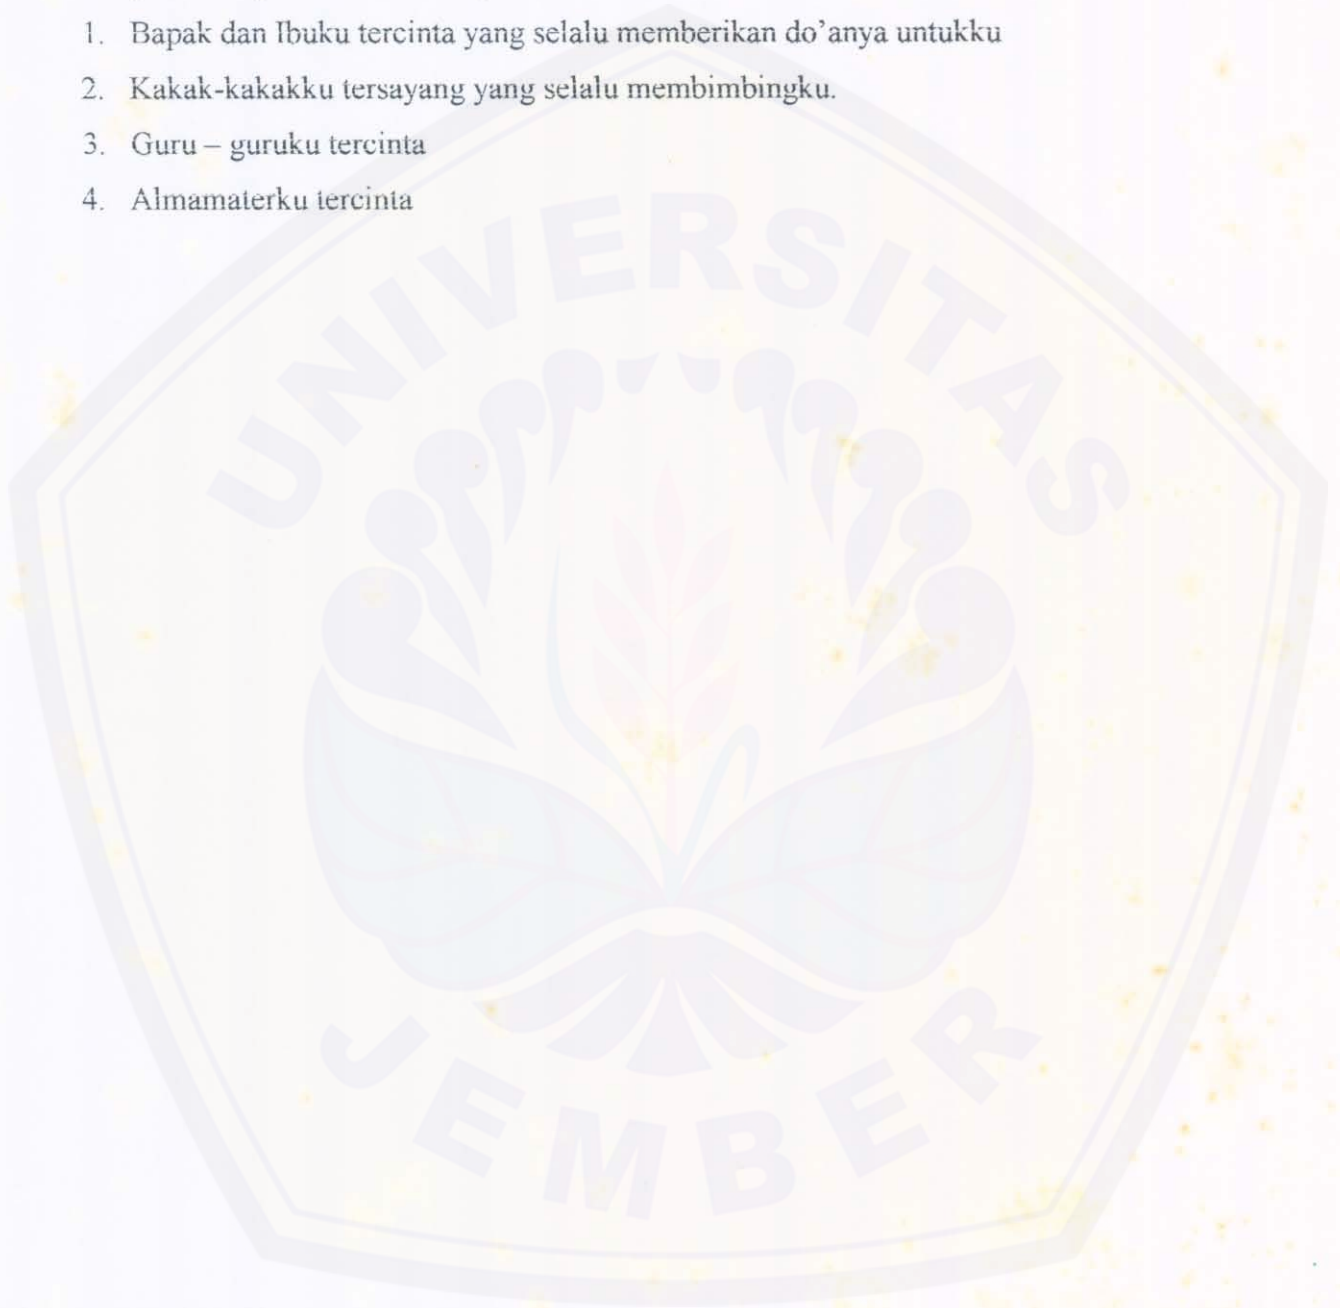 1. Bapak dan Ibuku tercinta yang selalu memberikan do’anya untukku
2. Kakak-kakakku tersayang yang selalu membimbingku.
3. Guru – guruku tercinta
4. Almamaterku tercinta
UNIVERSITAS
JEMBER